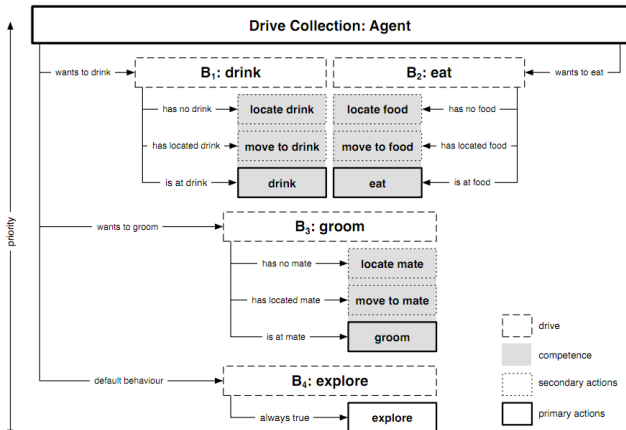 Drive Collection: Agent
wants to drink
B₁: drink
B₂: eat
wants to eat
has no drink
locate drink
locate food
has no food
has located drink
move to drink
move to food
has located food
is at drink
drink
eat
is at food
priority
wants to groom
B₃: groom
has no mate
locate mate
has located mate
move to mate
is at mate
groom
drive
competence
secondary actions
primary actions
default behaviour
B₄: explore
always true
explore